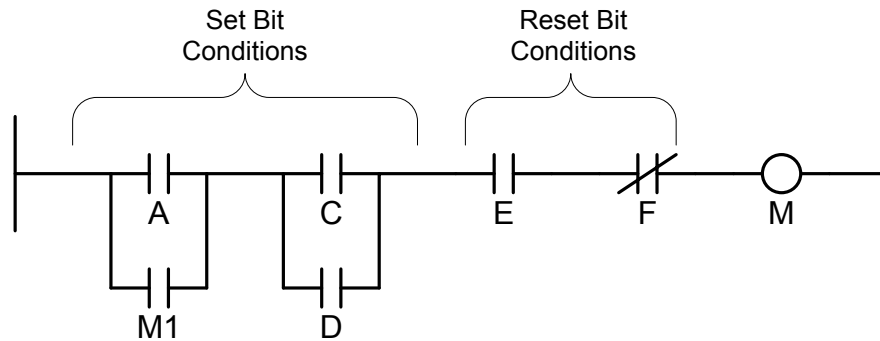 Set Bit
Conditions
Reset Bit
Conditions
A
C
E
F
M
M1
D